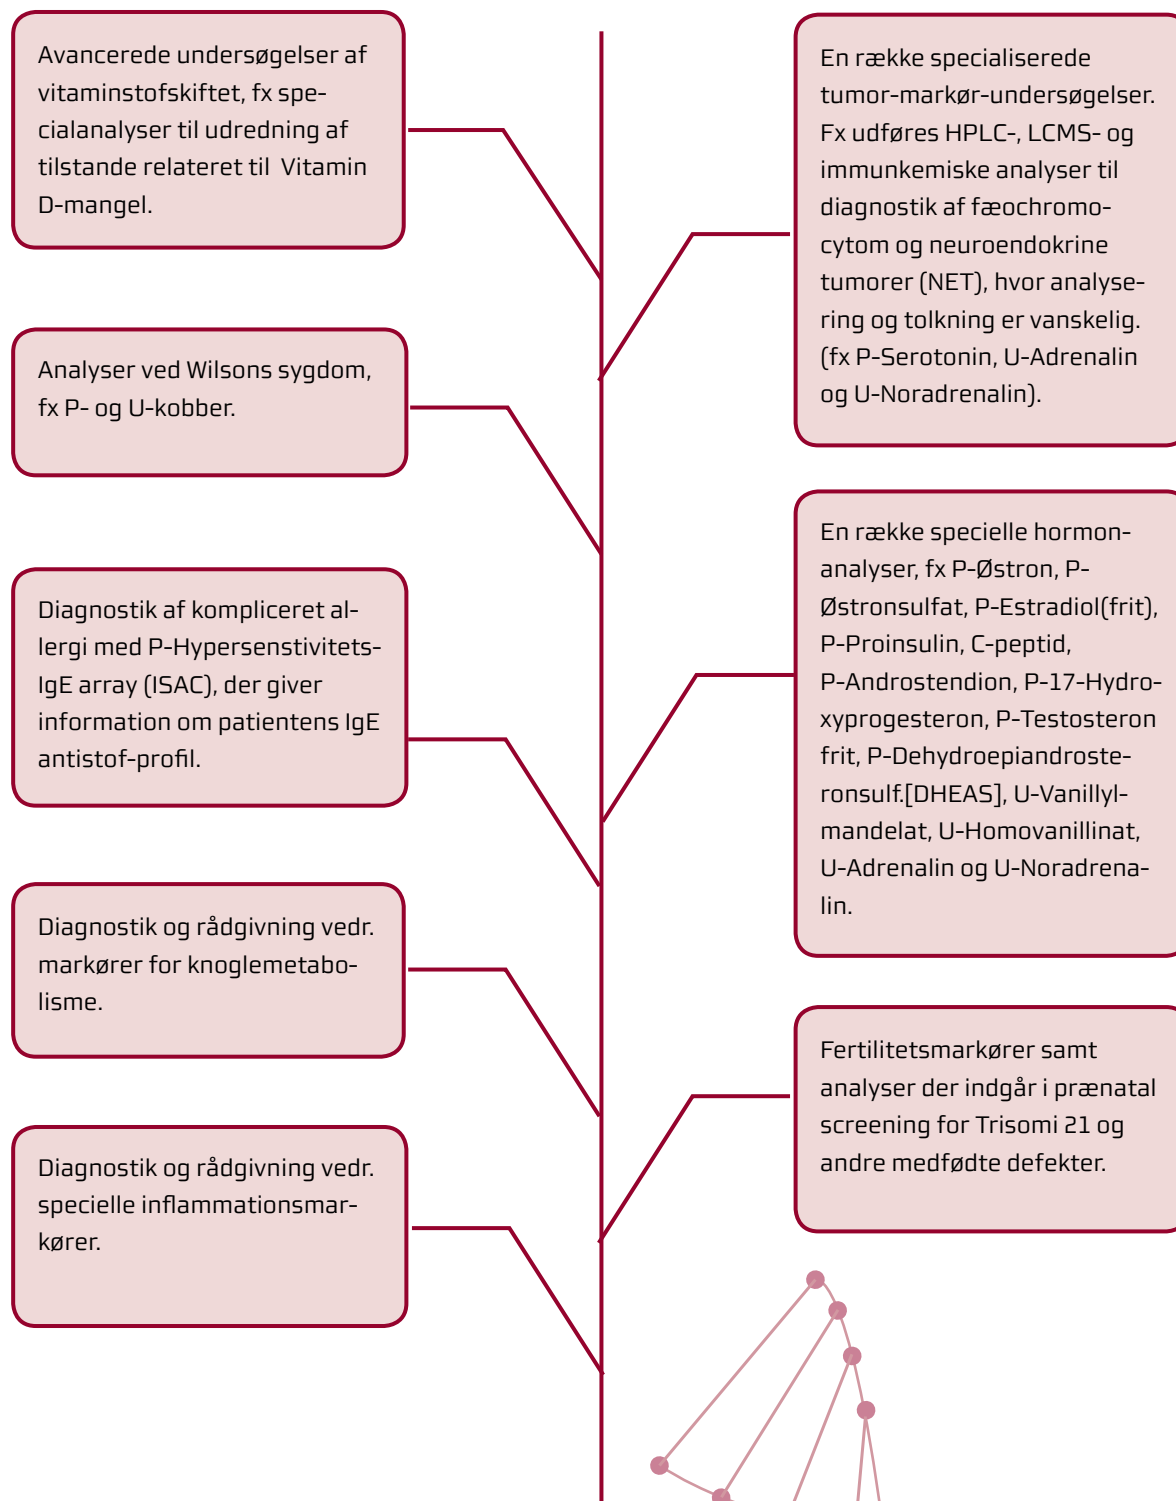 Avancerede undersøgelser af
vitaminstofskiftet, fx spe-
cialanalyser til udredning af
tilstande relateret til Vitamin
D-mangel.
Analyser ved Wilsons sygdom,
fx P- og U-kobber.
Diagnostik af kompliceret al-
lergi med P-Hypersenstivitets-
IgE array (ISAC), der giver
information om patientens IgE
antistof-profil.
Diagnostik og rådgivning vedr.
markører for knoglemetabo-
lisme.
Diagnostik og rådgivning vedr.
specielle inflammationsmar-
kører.
En række specialiserede
tumor-markør-undersøgelser.
Fx udføres HPLC-, LCMS- og
immunkemiske analyser til
diagnostik af fæochromo-
cytom og neuroendokrine
tumorer (NET), hvor analyse-
ring og tolkning er vanskelig.
(fx P-Serotonin, U-Adrenalin
og U-Noradrenalin).
En række specielle hormon-
analyser, fx P-Østron, P-
Østronsulfat, P-Estradiol(frit),
P-Proinsulin, C-peptid,
P-Androstendion, P-17-Hydro-
xyprogesteron, P-Testosteron
frit, P-Dehydroepiandroste-
ronsulf.[DHEAS], U-Vanillyl-
mandelat, U-Homovanillinat,
U-Adrenalin og U-Noradrena-
lin.
Fertilitetsmarkører samt
analyser der indgår i prænatal
screening for Trisomi 21 og
andre medfødte defekter.